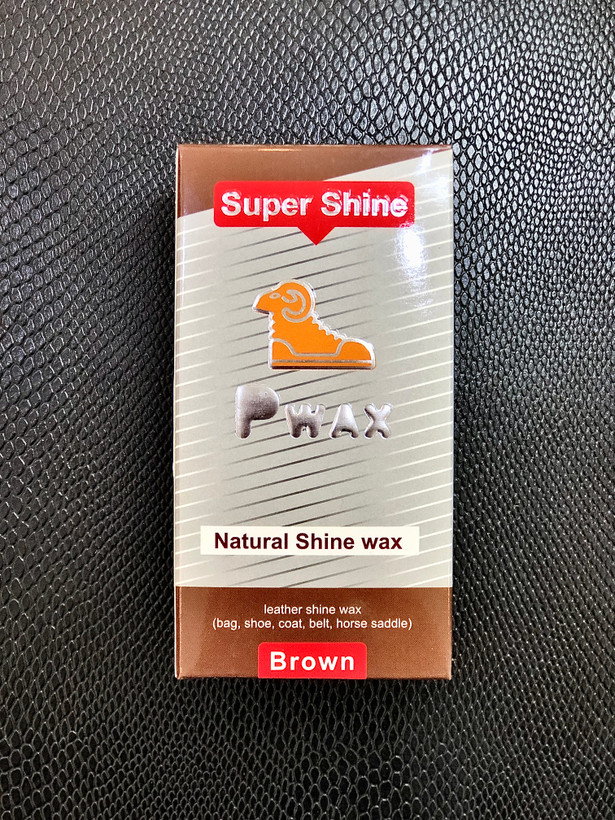 Super Shine
PWAX
Natural Shine wax
leather shine wax
(bag, shoe, coat, belt, horse saddle)
Brown